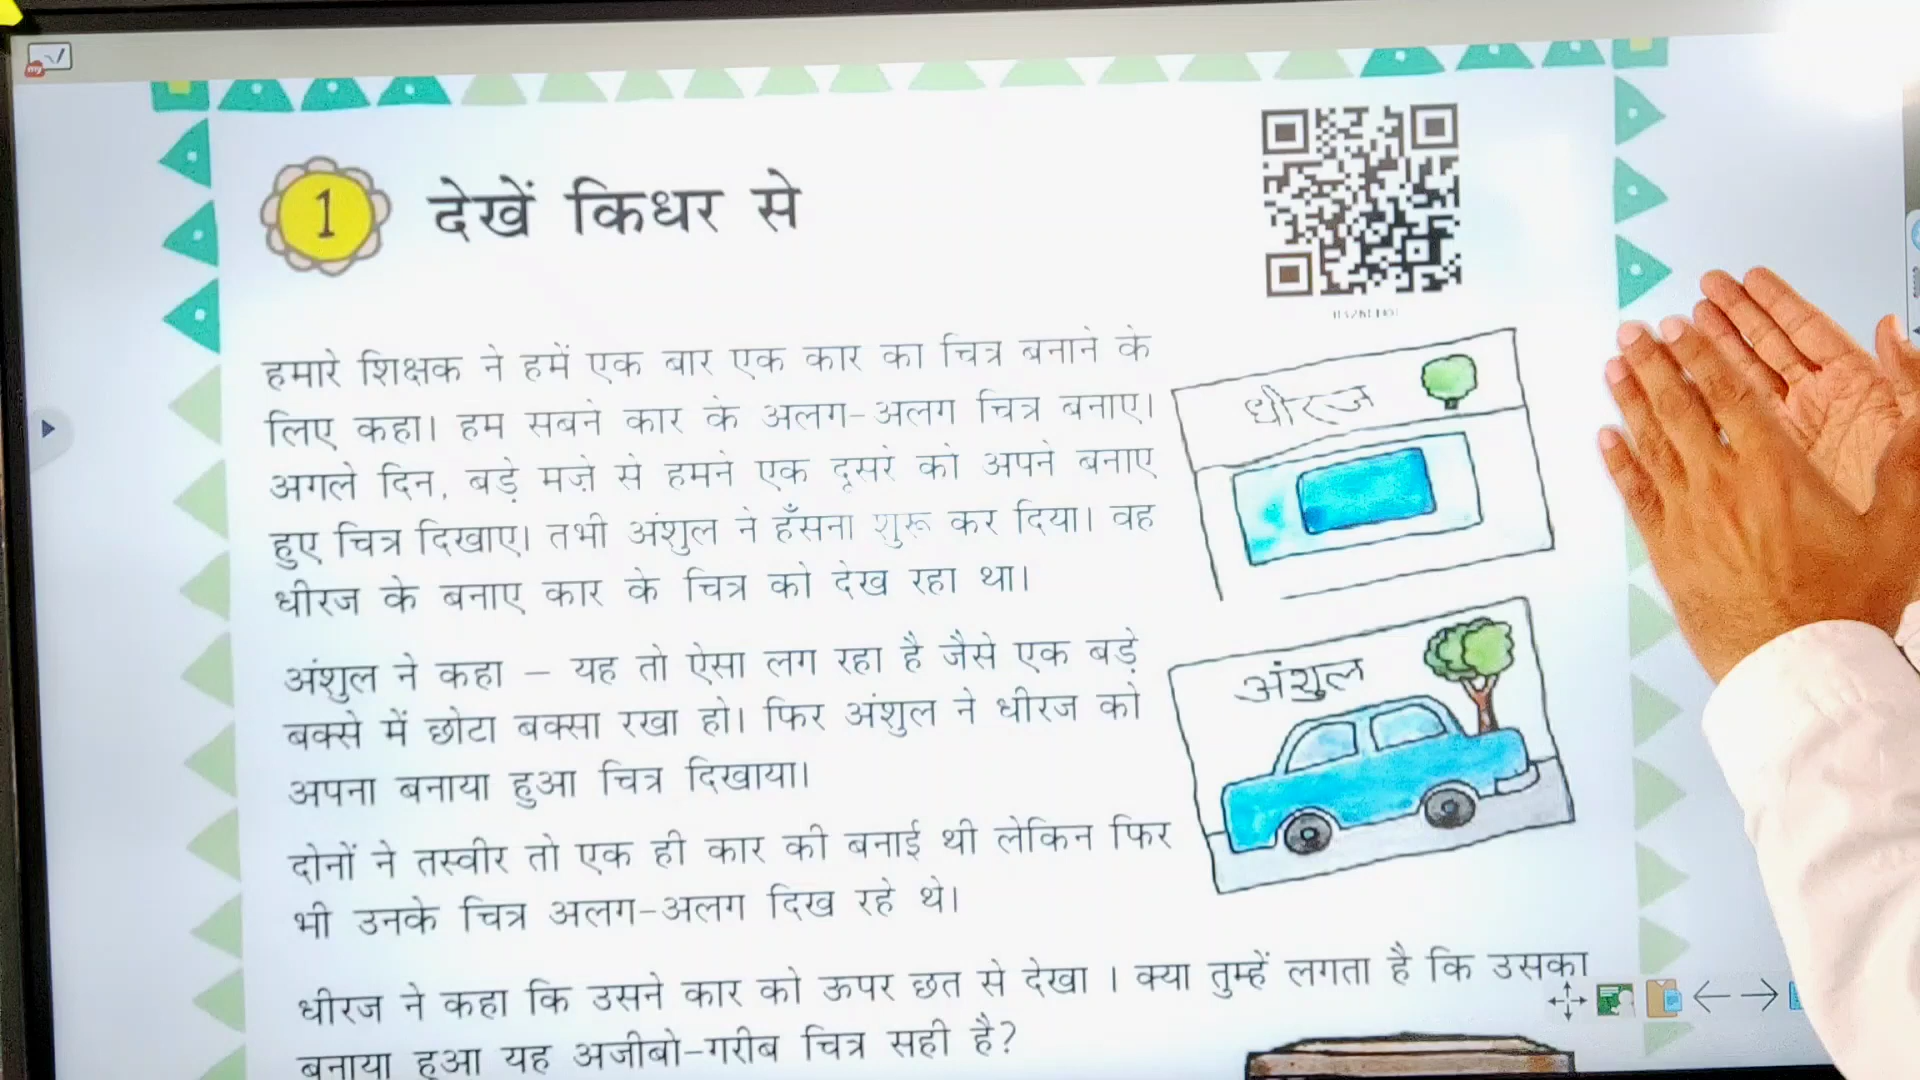 1 देखें किधर से
हमारे शिक्षक ने हमें एक बार एक कार का चित्र बनाने के
लिए कहा। हम सबने कार के अलग-अलग चित्र बनाए।
अगले दिन, बड़े मज़े से हमने एक दूसरे को अपने बनाए
हुए चित्र दिखाए। तभी अंशुल ने हँसना शुरू कर दिया। वह
धीरज के बनाए कार के चित्र को देख रहा था।
धीरज
अंशुल ने कहा – यह तो ऐसा लग रहा है जैसे एक बड़े
बक्से में छोटा बक्सा रखा हो। फिर अंशुल ने धीरज को
अपना बनाया हुआ चित्र दिखाया।
अंशुल
दोनों ने तस्वीर तो एक ही कार की बनाई थी लेकिन फिर
भी उनके चित्र अलग-अलग दिख रहे थे।
धीरज ने कहा कि उसने कार को ऊपर छत से देखा । क्या तुम्हें लगता है कि उसका
बनाया हुआ यह अजीबो-गरीब चित्र सही है?